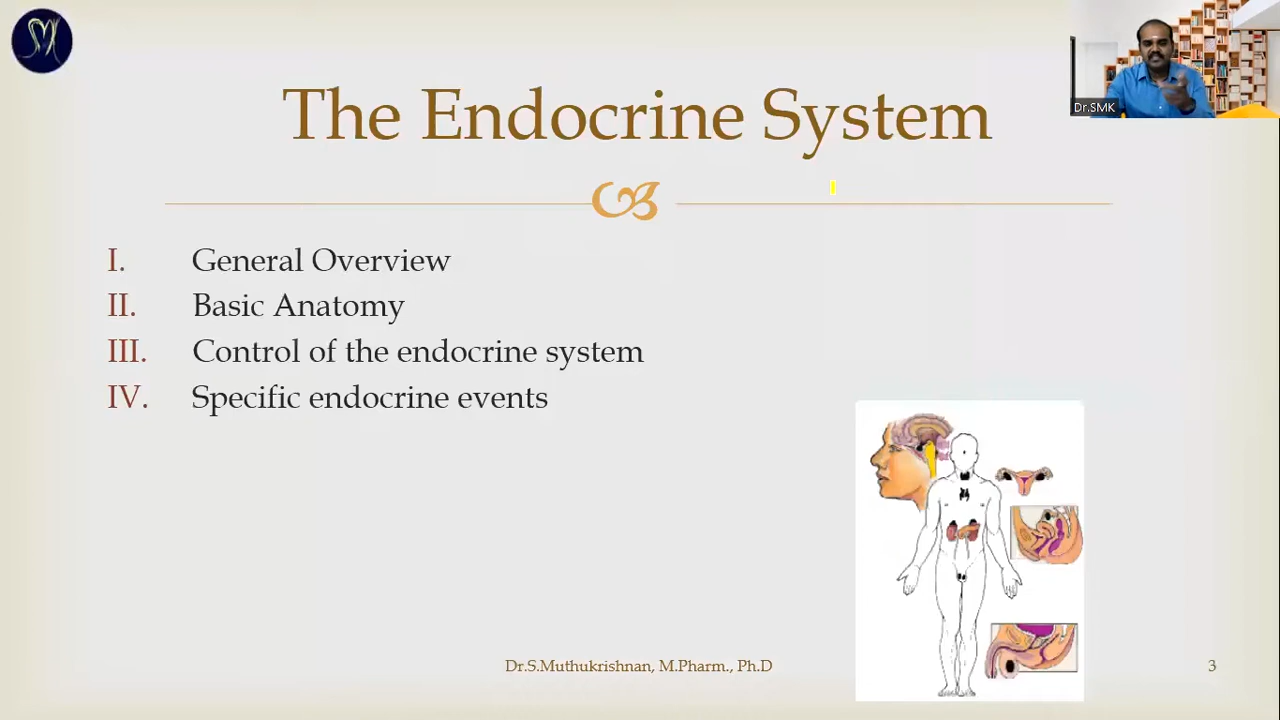 SM
Dr.SMK
The Endocrine System
I. General Overview
II. Basic Anatomy
III. Control of the endocrine system
IV. Specific endocrine events
Dr.S.Muthukrishnan, M.Pharm., Ph.D
3